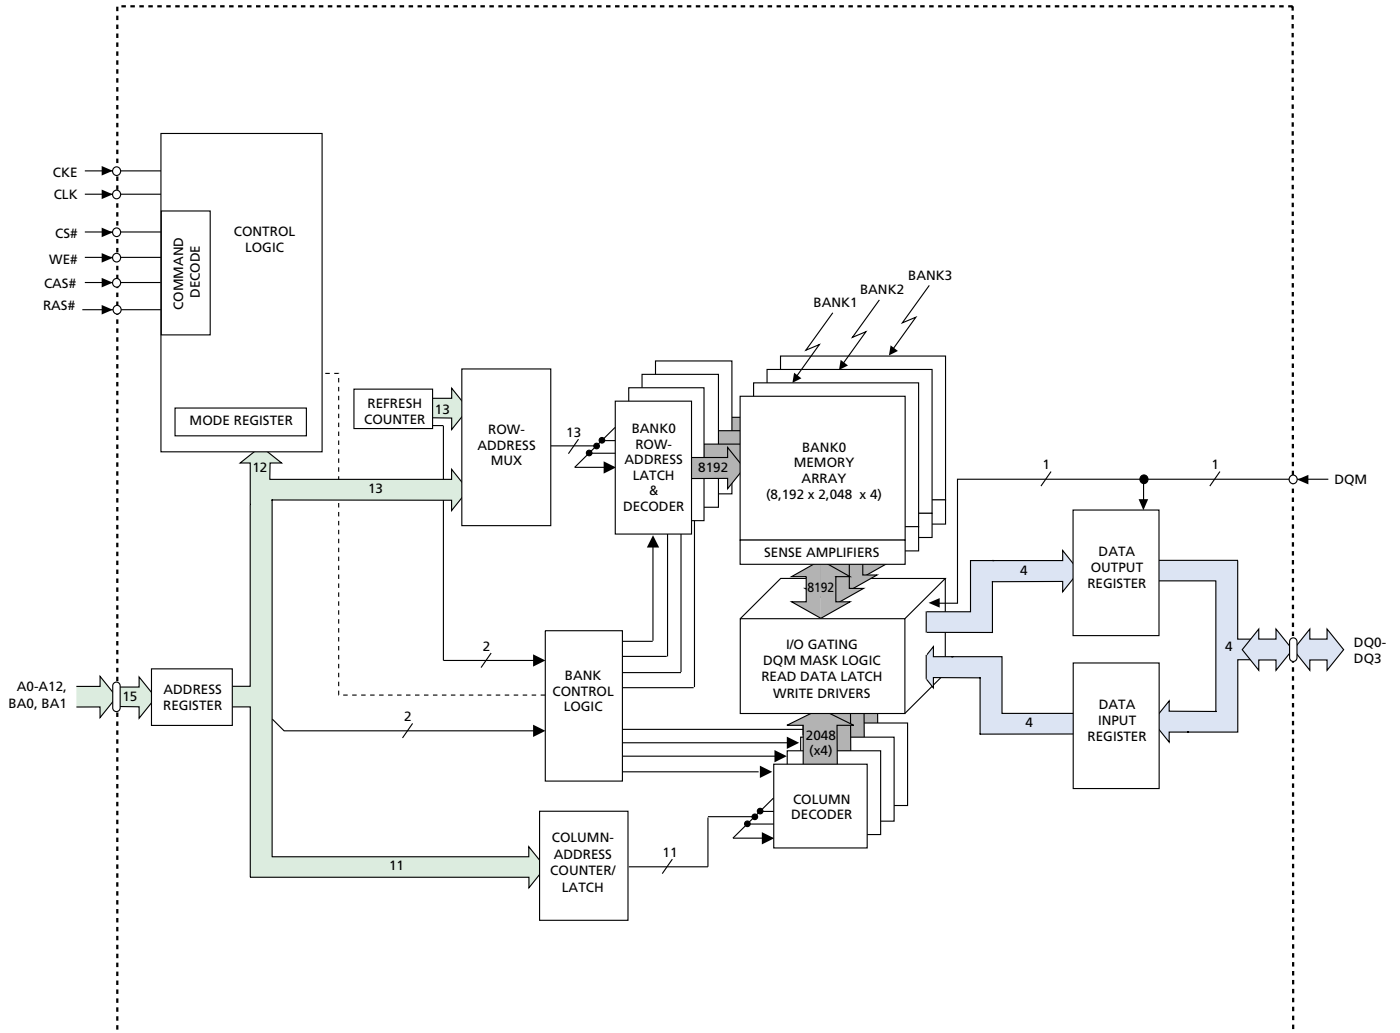 CKE
CLK
CS#
WE#
CAS#
RAS#
COMMAND
DECODE
CONTROL
LOGIC
MODE REGISTER
12
REFRESH
COUNTER
13
13
ROW-
ADDRESS
MUX
13
BANK0
ROW-
ADDRESS
LATCH
&
DECODER
8192
BANK1
BANK2
BANK3
BANK0
MEMORY
ARRAY
(8,192 x 2,048 x 4)
SENSE AMPLIFIERS
8192
I/O GATING
DQM MASK LOGIC
READ DATA LATCH
WRITE DRIVERS
2048
(x4)
COLUMN
DECODER
1
1
DQM
DATA
OUTPUT
REGISTER
4
4
DQ0-
DQ3
DATA
INPUT
REGISTER
4
A0-A12,
BA0, BA1
15
ADDRESS
REGISTER
2
2
BANK
CONTROL
LOGIC
11
COLUMN-
ADDRESS
COUNTER/
LATCH
11